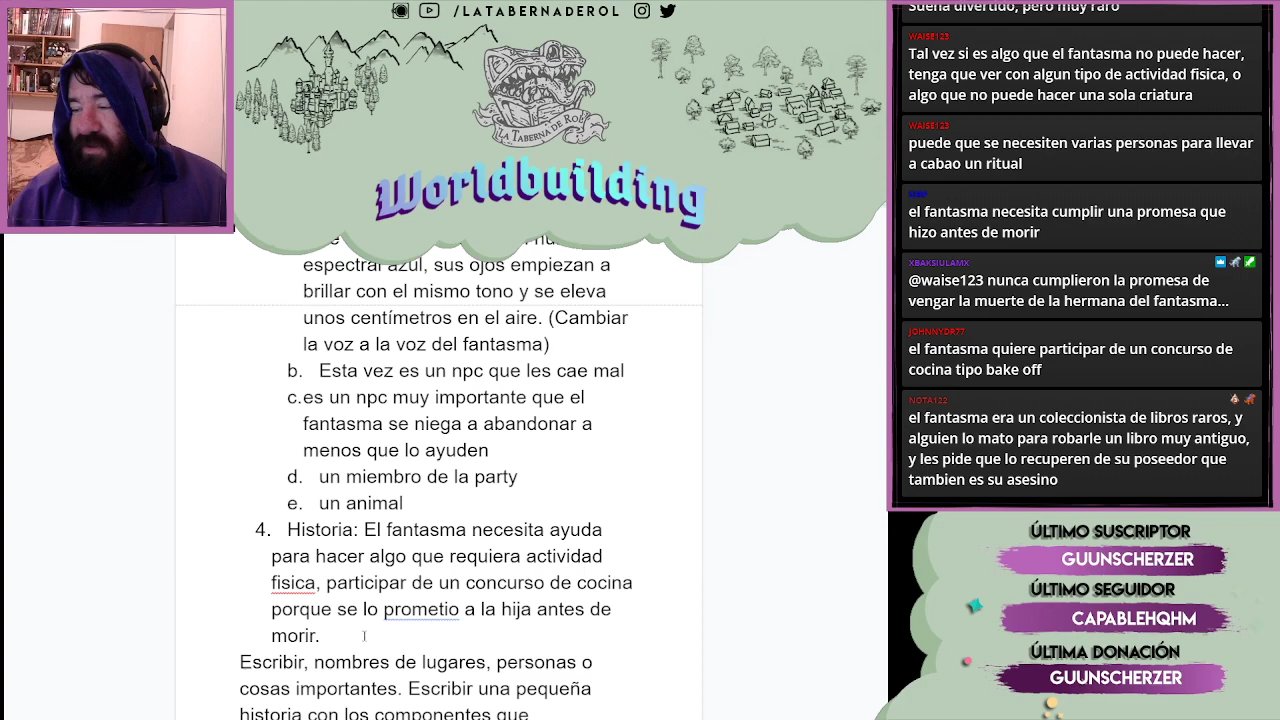 /LATABERNADEROL
LA TABERNA DE ROL
Worldbuilding
espectral azul, sus ojos empiezan a
brillar con el mismo tono y se eleva
unos centímetros en el aire. (Cambiar
la voz a la voz del fantasma)
b. Esta vez es un npc que les cae mal
c.es un npc muy importante que el
fantasma se niega a abandonar a
menos que lo ayuden
d. un miembro de la party
e. un animal
4. Historia: El fantasma necesita ayuda
para hacer algo que requiera actividad
fisica, participar de un concurso de cocina
porque se lo prometio a la hija antes de
morir.
Escribir, nombres de lugares, personas o
cosas importantes. Escribir una pequeña
historia con los componentes que
Suena divertido, pero muy raro
WAISE123
Tal vez si es algo que el fantasma no puede hacer,
tenga que ver con algun tipo de actividad física, o
algo que no puede hacer una sola criatura
WAISE123
puede que se necesiten varias personas para llevar
a cabao un ritual
el fantasma necesita cumplir una promesa que
hizo antes de morir
XBAKSIULAMX
@waise123 nunca cumplieron la promesa de
vengar la muerte de la hermana del fantasma...
JOHNNYDR77
el fantasma quiere participar de un concurso de
cocina tipo bake off
NOTA122
el fantasma era un coleccionista de libros raros, y
alguien lo mato para robarle un libro muy antiguo,
y les pide que lo recuperen de su poseedor que
tambien es su asesino
ÚLTIMO SUSCRIPTOR
GUUNSCHERZER
ÚLTIMO SEGUIDOR
CAPABLEHQHM
ÚLTIMA DONACIÓN
GUUNSCHERZER